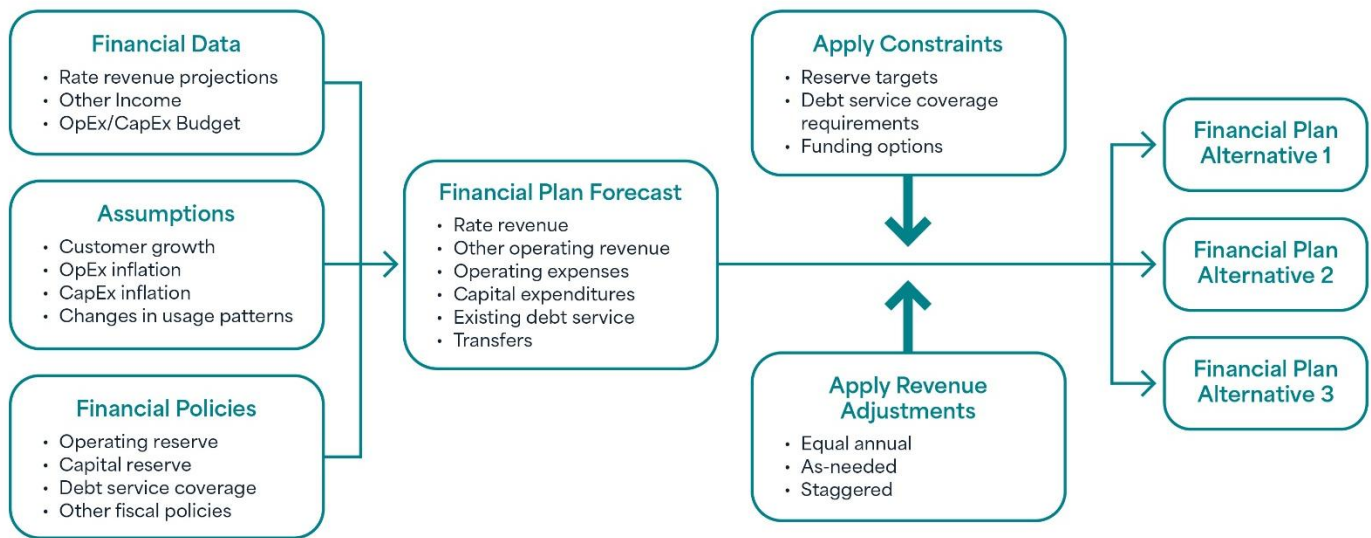 Financial Data
• Rate revenue projections
• Other Income
• OpEx/CapEx Budget
Assumptions
• Customer growth
• OpEx inflation
• CapEx inflation
• Changes in usage patterns
Financial Policies
• Operating reserve
• Capital reserve
• Debt service coverage
• Other fiscal policies
Financial Plan Forecast
• Rate revenue
• Other operating revenue
• Operating expenses
• Capital expenditures
• Existing debt service
• Transfers
Apply Constraints
• Reserve targets
• Debt service coverage
requirements
• Funding options
Apply Revenue
Adjustments
• Equal annual
• As-needed
• Staggered
Financial Plan
Alternative 1
Financial Plan
Alternative 2
Financial Plan
Alternative 3